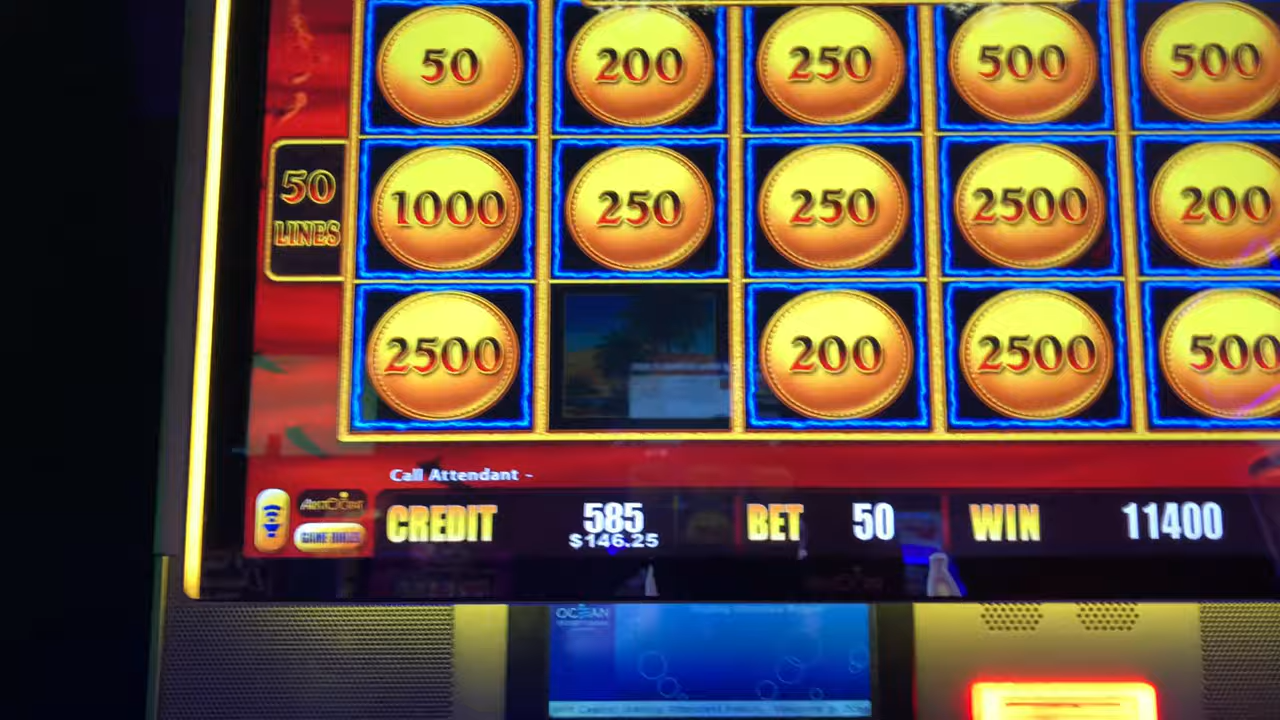 50 200 250 500 500
50 LINES
1000 250 250 2500 200
2500 200 2500 500
Call Attendant -
CREDIT 585 BET 50 WIN 11400
$146.25
OCEAN